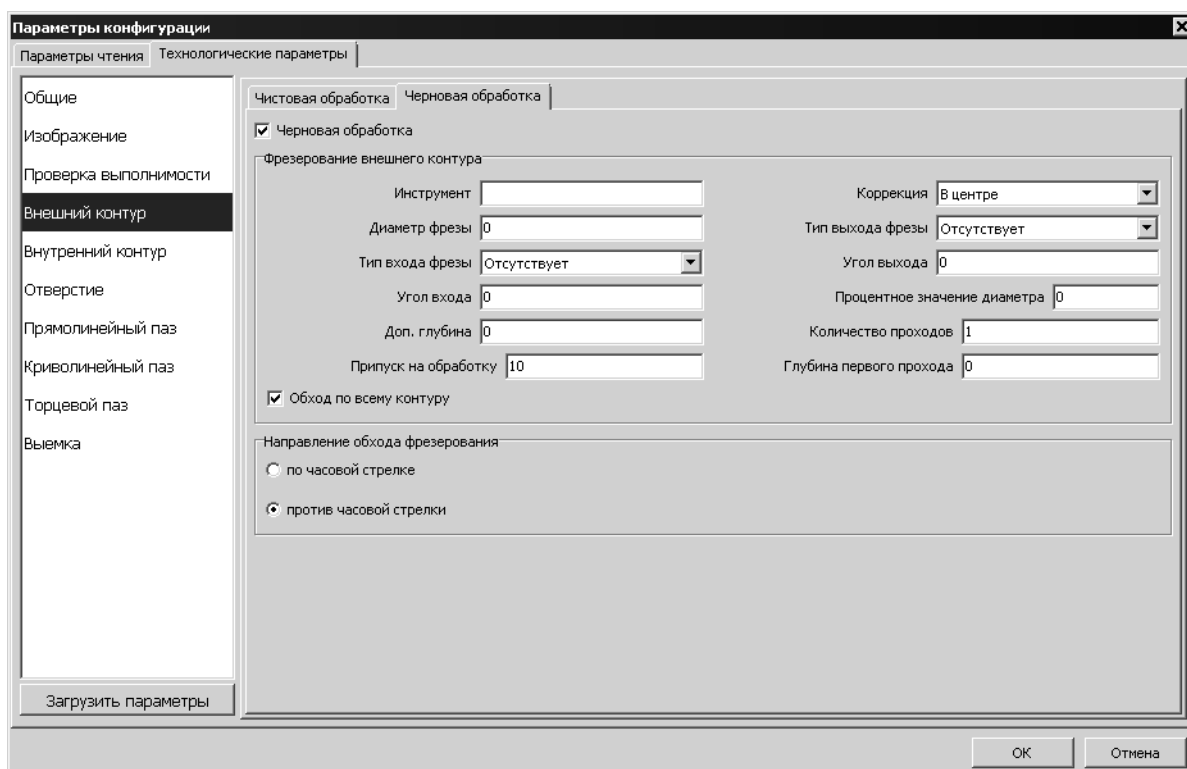 Параметры конфигурации
Параметры чтения Технологические параметры
Общие
Изображение
Проверка выполнимости
Внешний контур
Внутренний контур
Отверстие
Прямолинейный паз
Криволинейный паз
Торцевой паз
Выемка
Загрузить параметры
Чистовая обработка Черновая обработка
Черновая обработка
Фрезерование внешнего контура
Инструмент Коррекция В центре
Диаметр фрезы 0 Тип выхода фрезы Отсутствует
Тип входа фрезы Отсутствует Угол выхода 0
Угол входа 0 Процентное значение диаметра 0
Доп. глубина 0 Количество проходов 1
Припуск на обработку 10 Глубина первого прохода 0
Обход по всему контуру
Направление обхода фрезерования
по часовой стрелке
против часовой стрелки
ОК Отмена